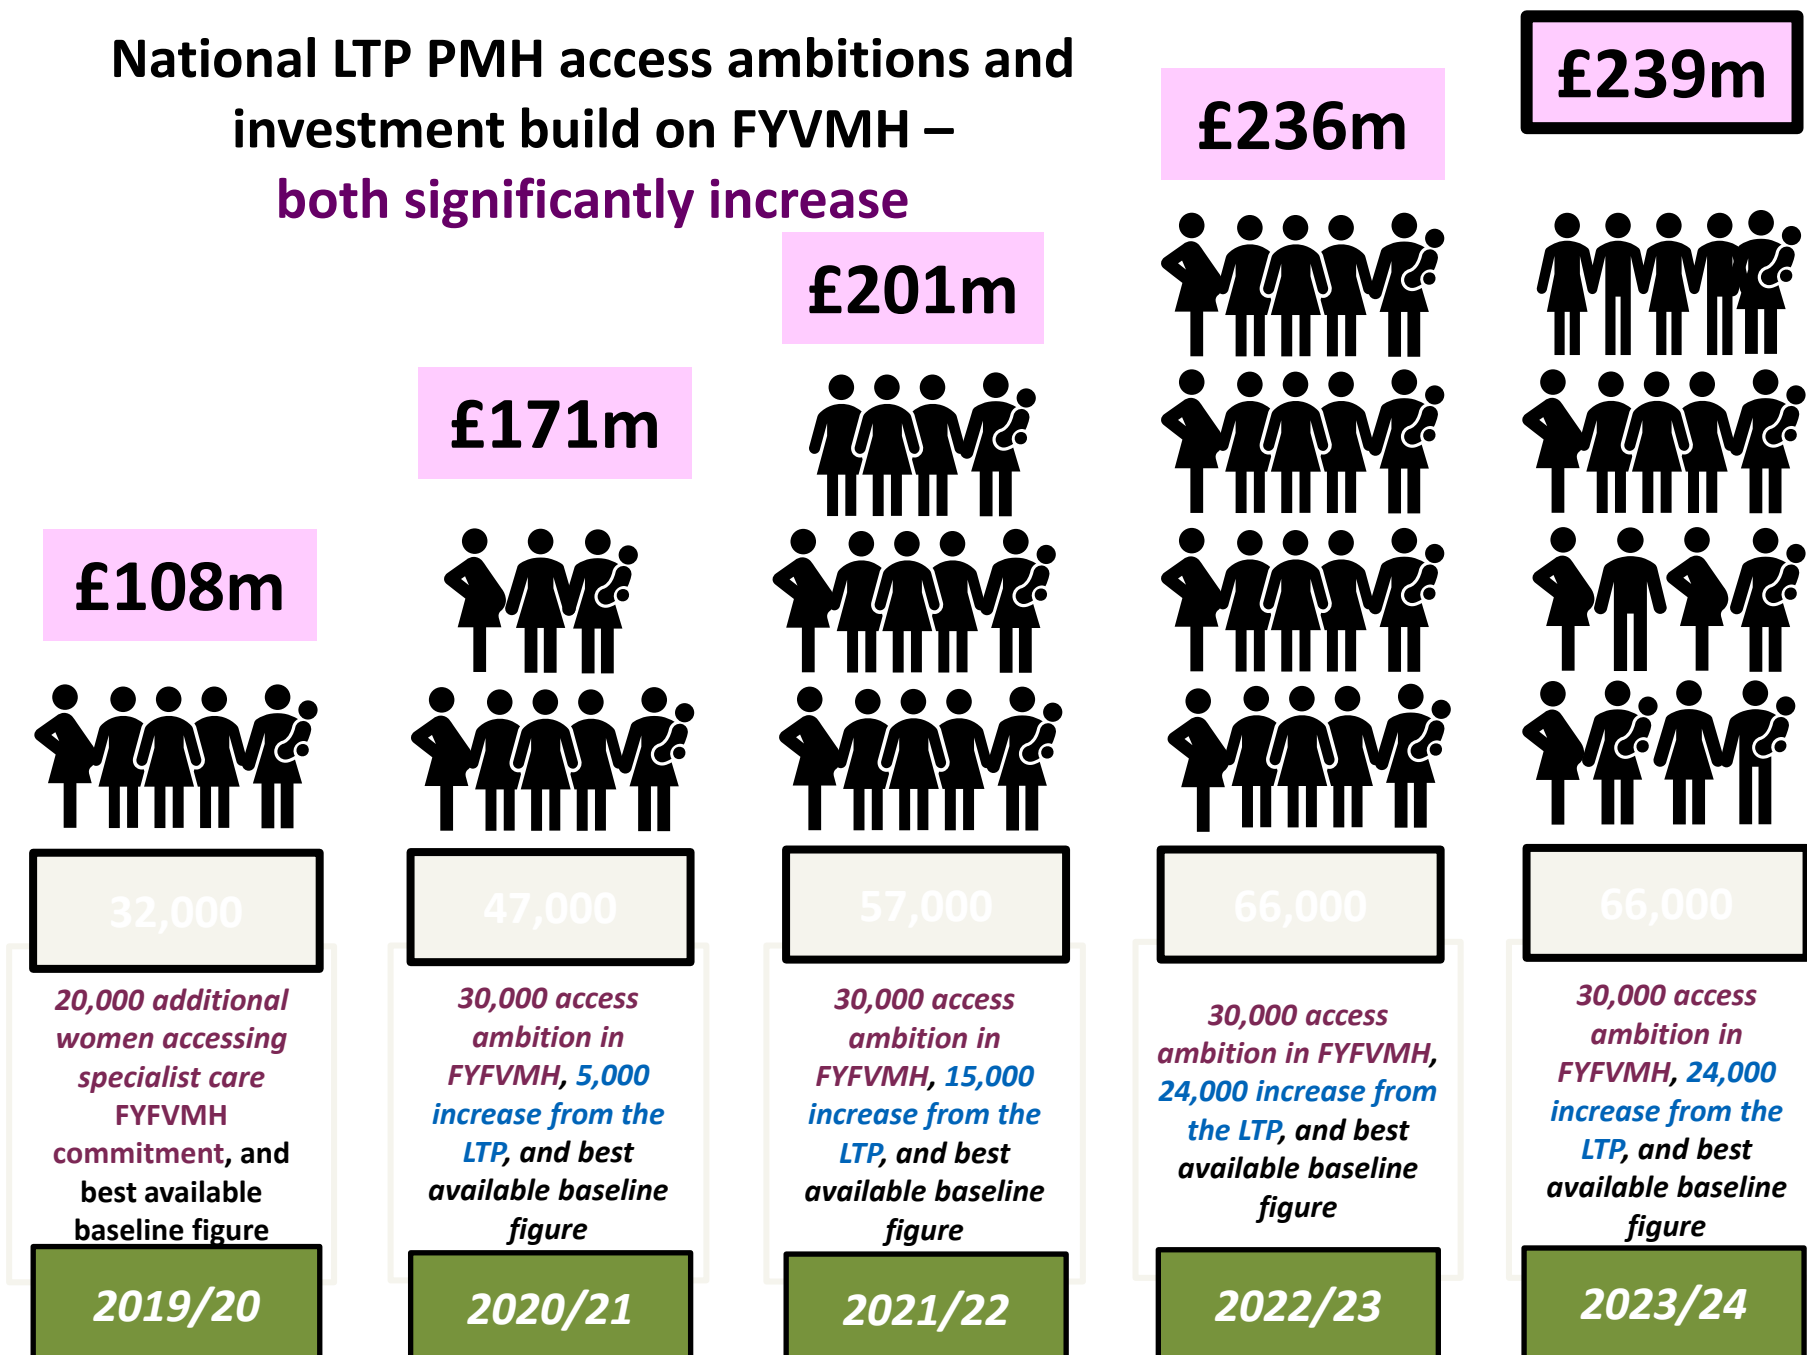 National LTP PMH access ambitions and
investment build on FYVMH –
both significantly increase
£108m
£171m
£201m
£236m
£239m
32,000
20,000 additional
women accessing
specialist care
FYFVMH
commitment, and
best available
baseline figure
2019/20
47,000
30,000 access
ambition in
FYFVMH, 5,000
increase from the
LTP, and best
available baseline
figure
2020/21
57,000
30,000 access
ambition in
FYFVMH, 15,000
increase from the
LTP, and best
available baseline
figure
2021/22
66,000
30,000 access
ambition in FYFVMH,
24,000 increase from
the LTP, and best
available baseline
figure
2022/23
66,000
30,000 access
ambition in
FYFVMH, 24,000
increase from the
LTP, and best
available baseline
figure
2023/24